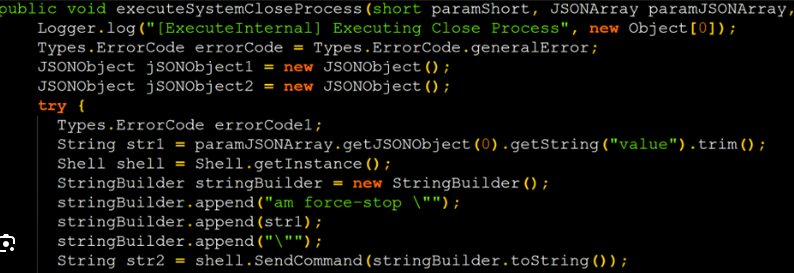 public void executeSystemCloseProcess(short paramShort, JSONArray paramJSONArray,
Logger.log("[ExecuteInternal] Executing Close Process", new Object[0]);
Types.ErrorCode errorCode = Types.ErrorCode.generalError;
JSONObject jSONObject1 = new JSONObject();
JSONObject jSONObject2 = new JSONObject();
try {
Types.ErrorCode errorCode1;
String str1 = paramJSONArray.getJSONObject(0).getString("value").trim();
Shell shell = Shell.getInstance();
StringBuilder stringBuilder = new StringBuilder();
stringBuilder.append("am force-stop \"");
stringBuilder.append(str1);
stringBuilder.append("\"");
String str2 = shell.SendCommand(stringBuilder.toString());